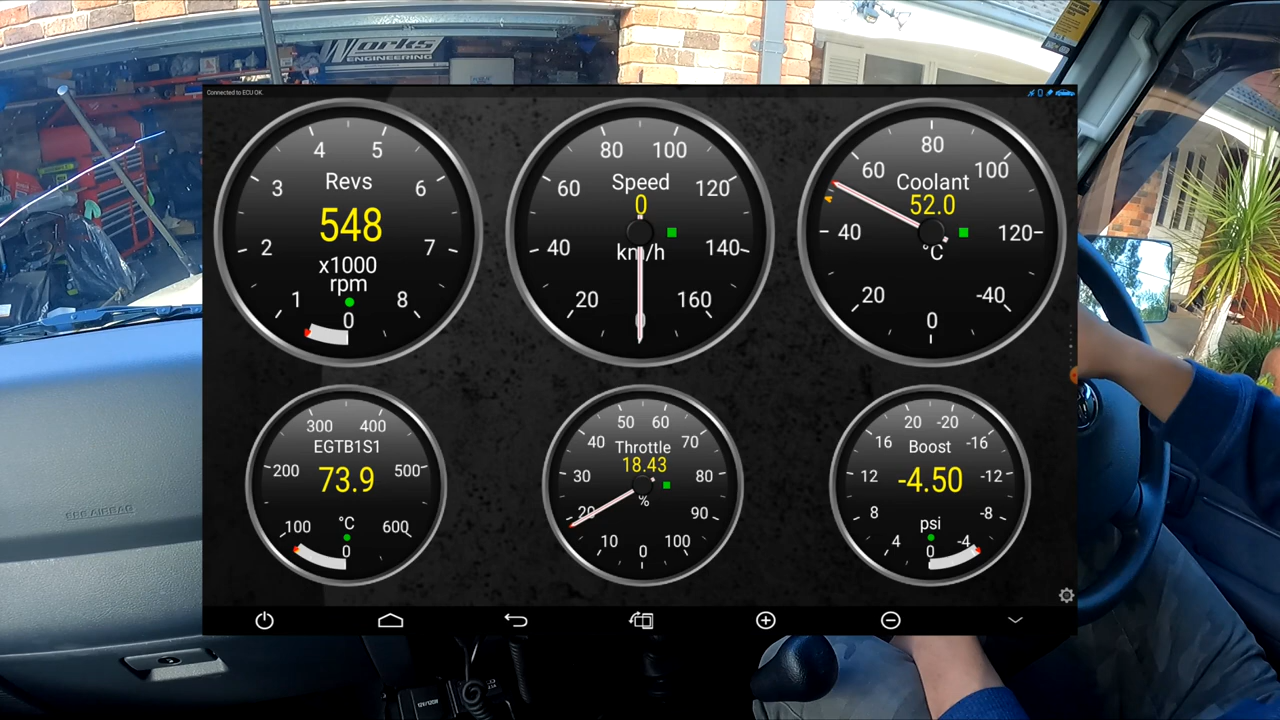 Works
ENGINEERING
Connected to ECU OK.
0 1 2 3 4 5 6 7 8
Revs
548
x1000
rpm
0 20 40 60 80 100 120 140 160
Speed
0
km/h
0 20 40 60 80 100 120 -40
Coolant
52.0
°C
0 100 200 300 400 500 600
EGTB1S1
73.9
°C
0 10 20 30 40 50 60 70 80 90 100
Throttle
18.43
%
0 4 8 12 16 20 -20 -16 -12 -8 -4
Boost
-4.50
psi
SRS AIRBAG